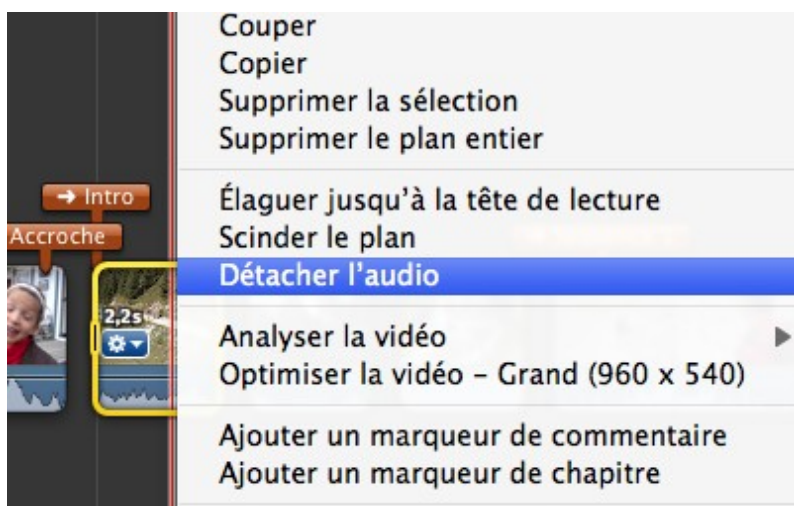 Couper
Copier
Supprimer la sélection
Supprimer le plan entier
→ Intro
Élaguer jusqu’à la tête de lecture
Accroche
Scinder le plan
Détacher l’audio
2,2s
Analyser la vidéo
Optimiser la vidéo – Grand (960 x 540)
Ajouter un marqueur de commentaire
Ajouter un marqueur de chapitre